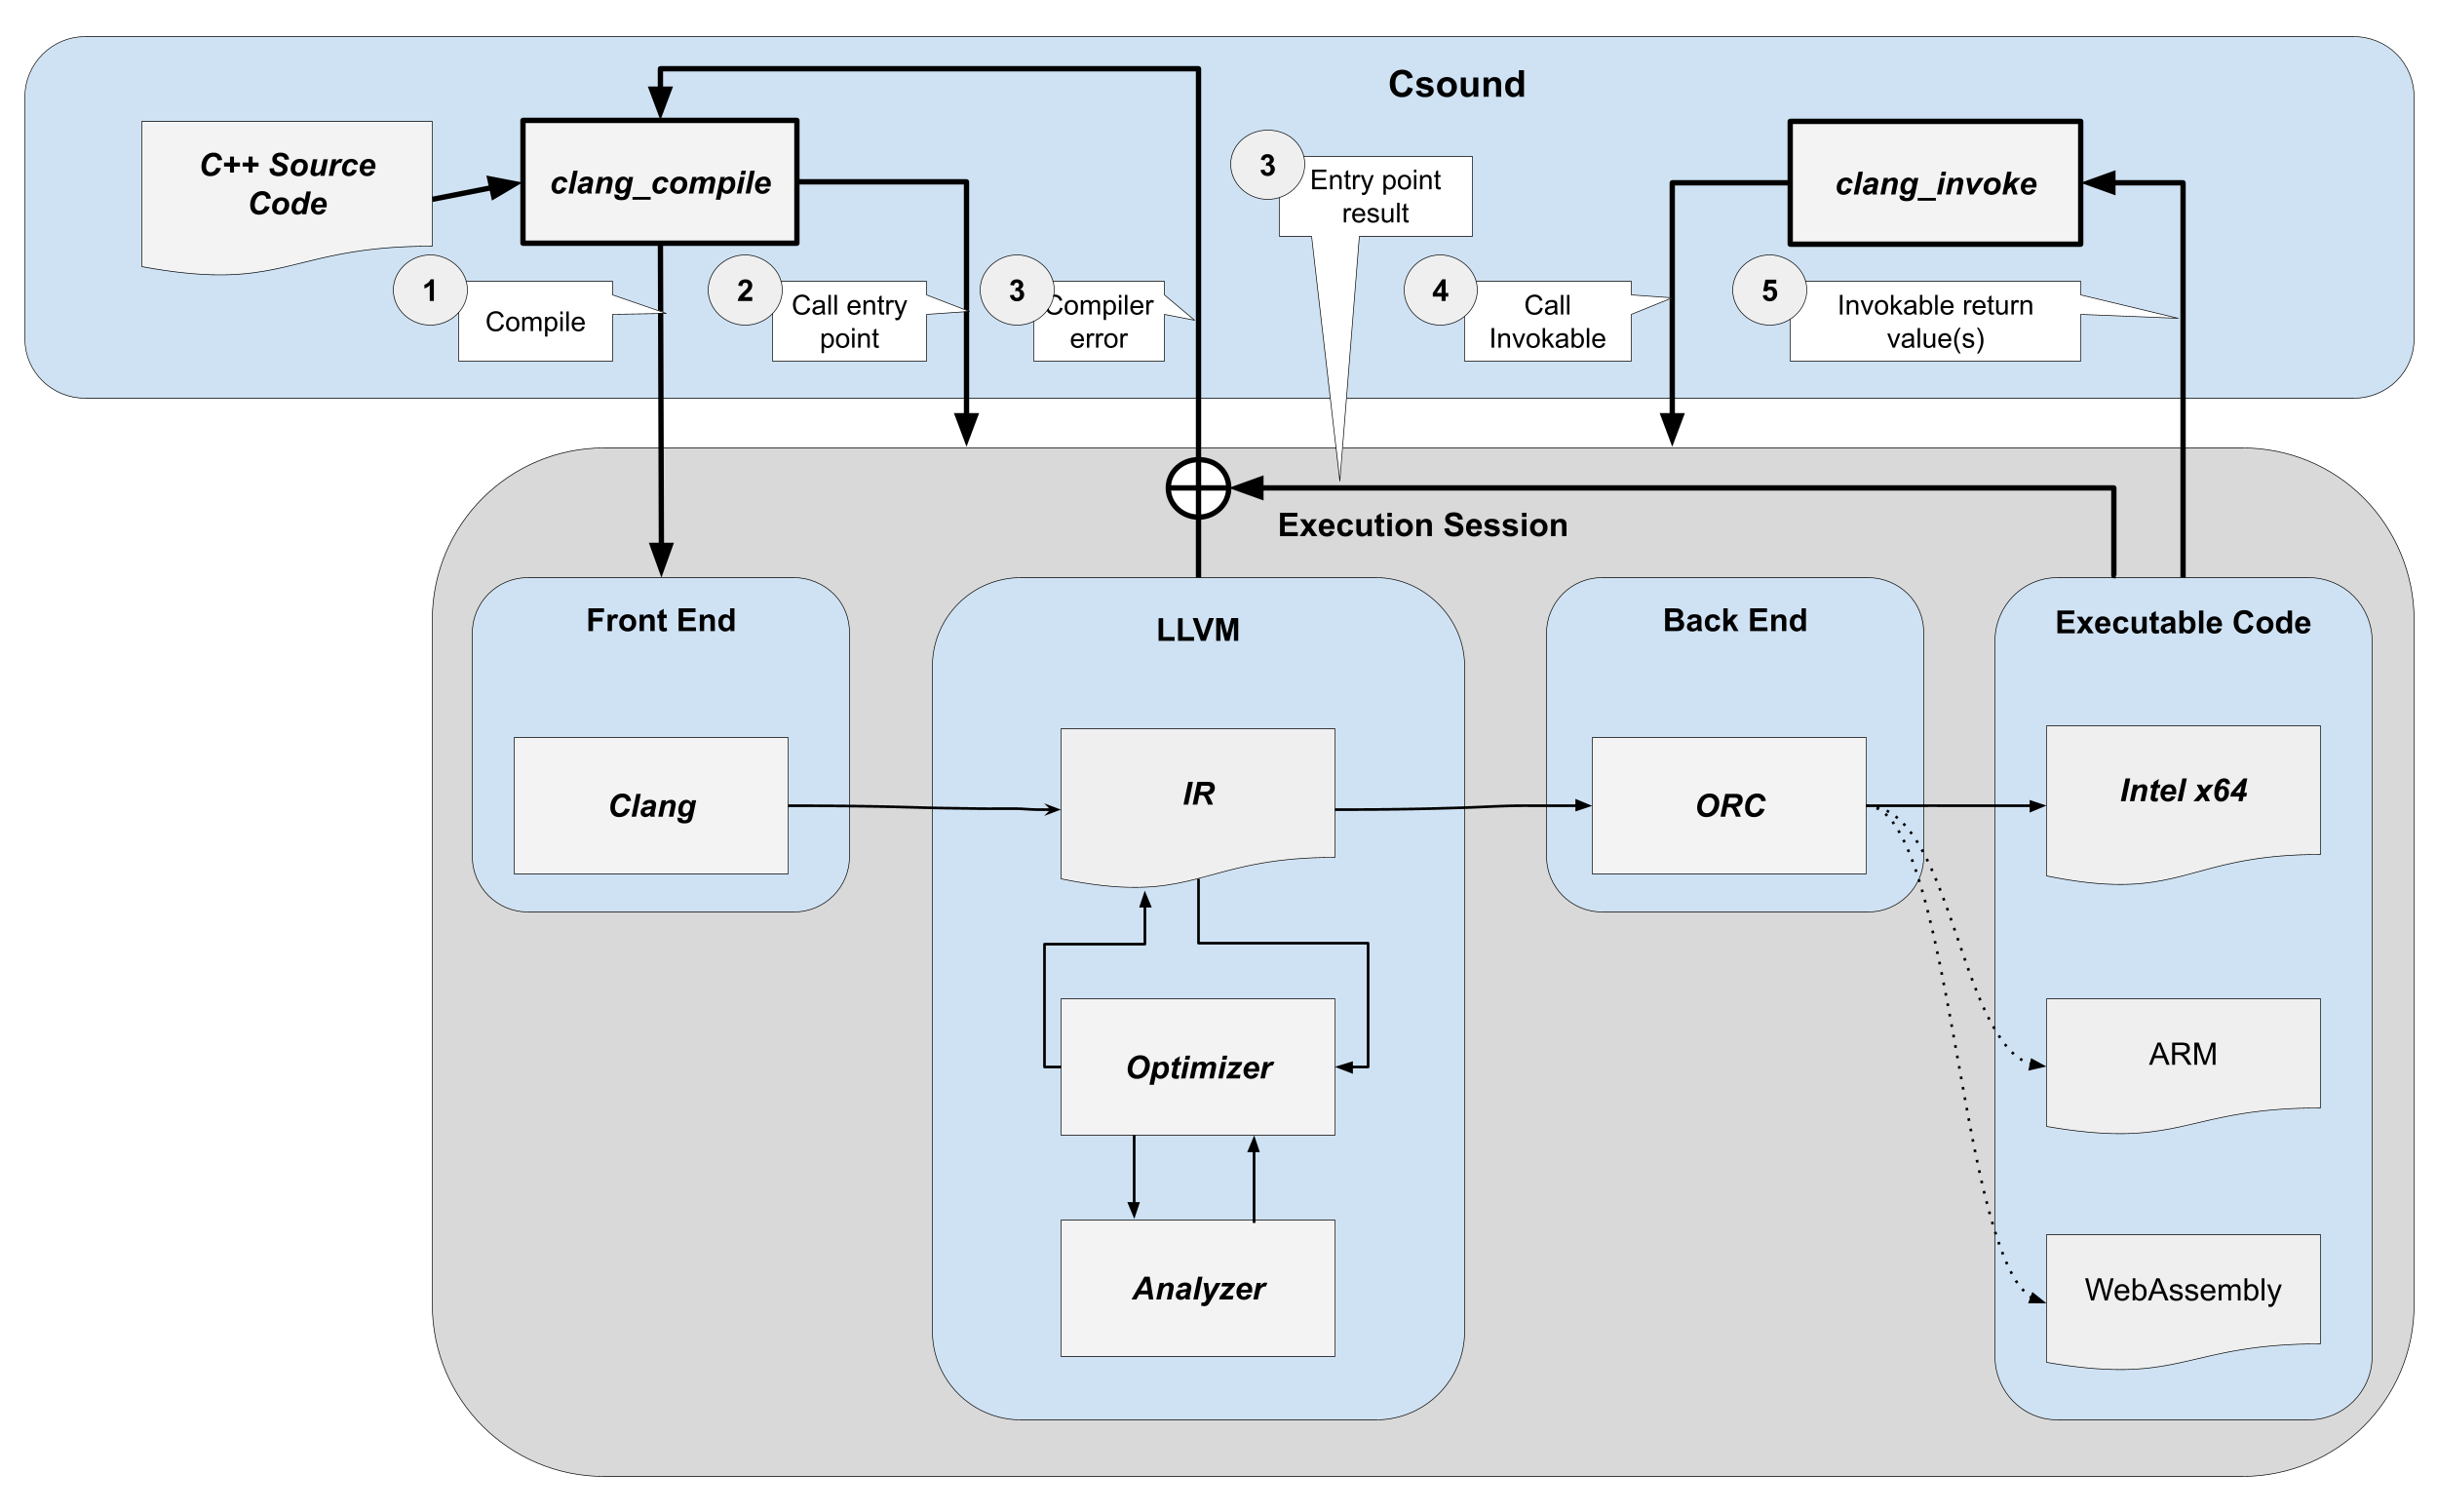 Csound
C++ Source
Code
clang_compile
3
Entry point
result
clang_invoke
1
Compile
2
Call entry
point
3
Compiler
error
4
Call
Invokable
5
Invokable return
value(s)
Execution Session
Front End
LLVM
Back End
Executable Code
Clang
IR
ORC
Intel x64
Optimizer
ARM
Analyzer
WebAssembly